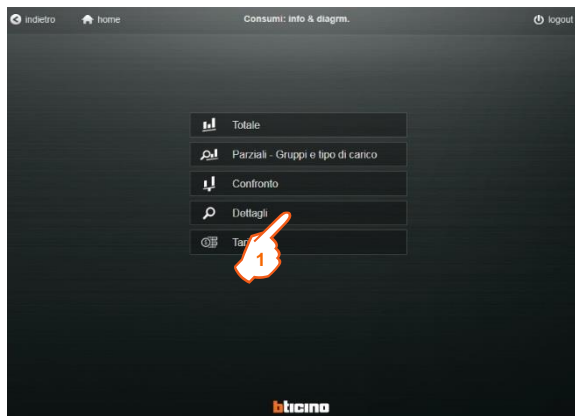 indietro home Consumi: info & diagrm. logout
Totale
Parziali - Gruppi e tipo di carico
Confronto
Dettagli
1
bticino